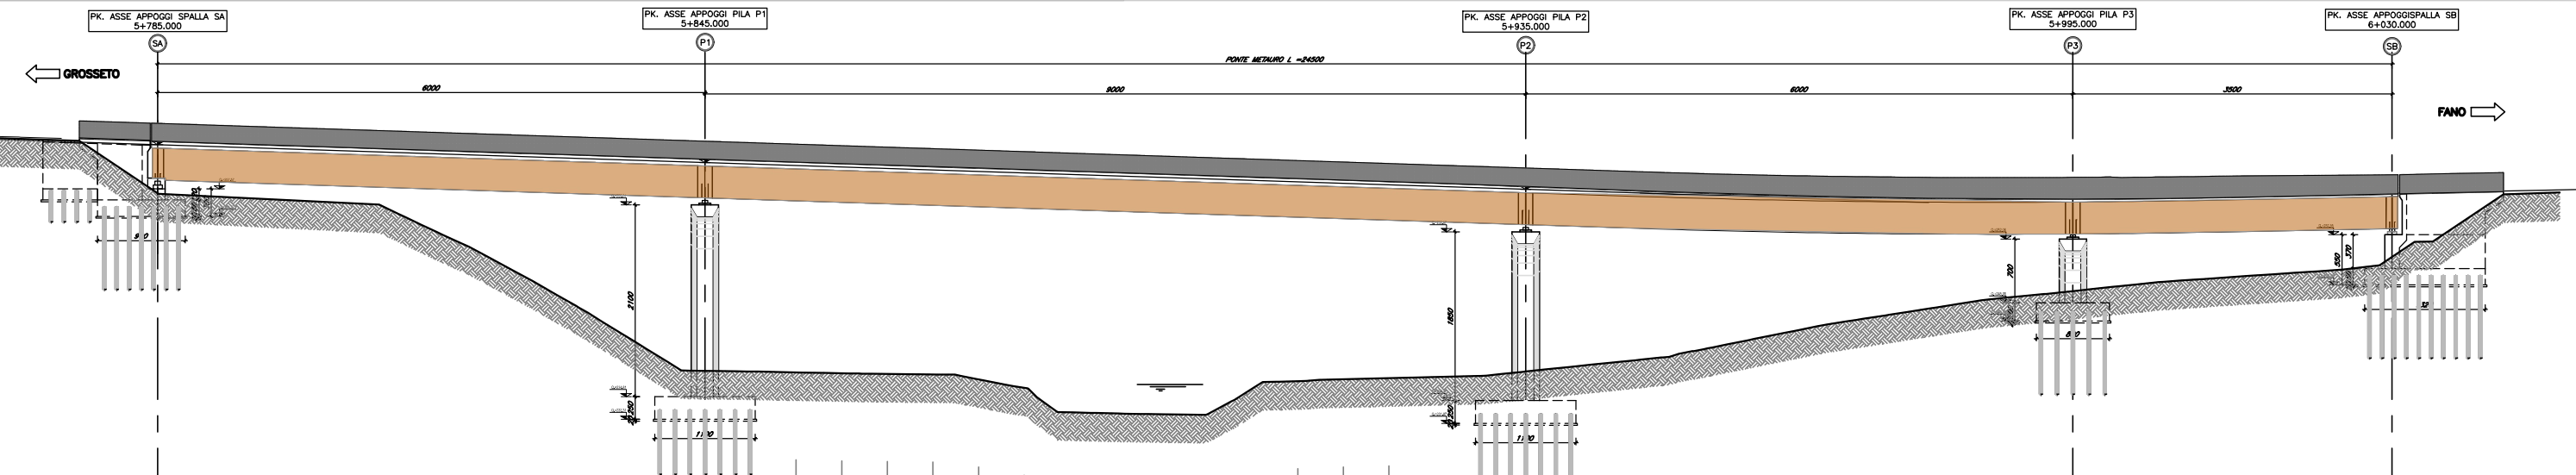 PK. ASSE APPOGGI SPALLA SA
5+785.000
PK. ASSE APPOGGI PILA P1
5+845.000
PK. ASSE APPOGGI PILA P2
5+935.000
PK. ASSE APPOGGI PILA P3
5+995.000
PK. ASSE APPOGGISPALLA SB
6+030.000
SA
P1
P2
P3
SB
PONTE METAURO L =24500
GROSSETO
6000
9000
6000
3500
FANO
2100
1850
700
550
370